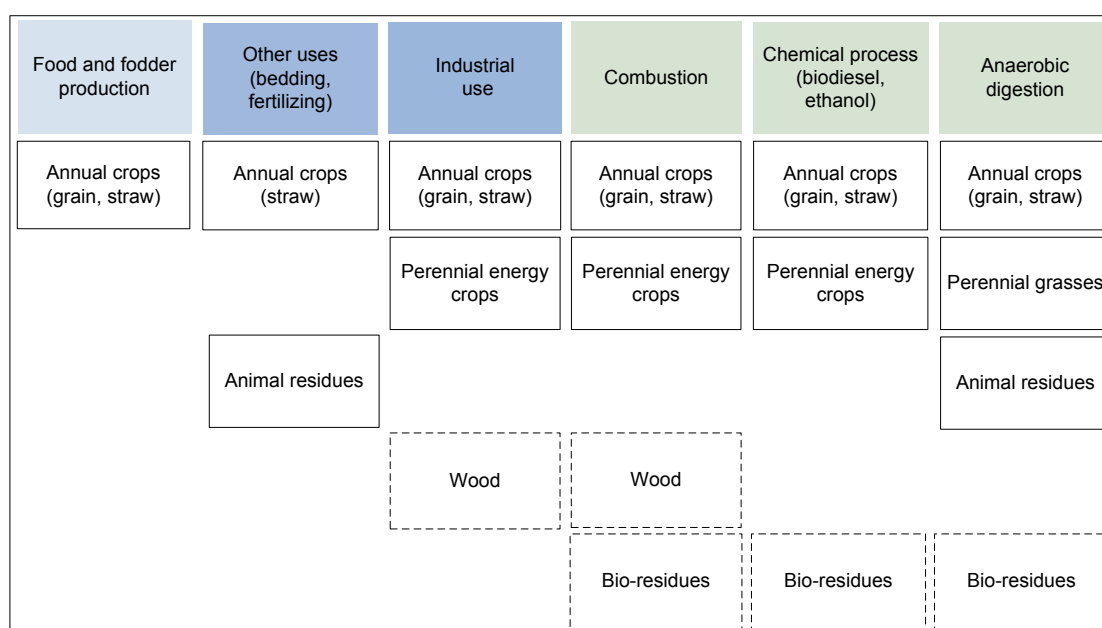 Food and fodder
production
Other uses
(bedding,
fertilizing)
Industrial
use
Combustion
Chemical process
(biodiesel,
ethanol)
Anaerobic
digestion
Annual crops
(grain, straw)
Annual crops
(straw)
Annual crops
(grain, straw)
Annual crops
(grain, straw)
Annual crops
(grain, straw)
Annual crops
(grain, straw)
Perennial energy
crops
Perennial energy
crops
Perennial energy
crops
Perennial grasses
Animal residues
Animal residues
Wood
Wood
Bio-residues
Bio-residues
Bio-residues